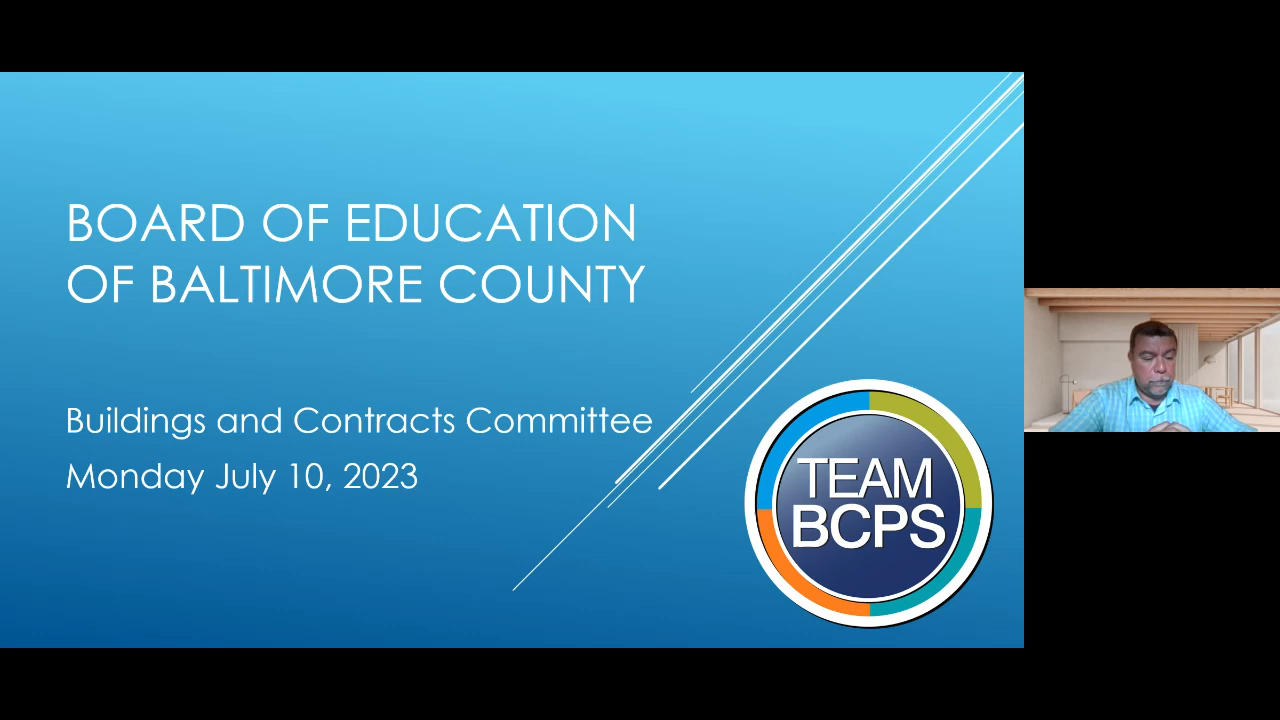 BOARD OF EDUCATION
OF BALTIMORE COUNTY
Buildings and Contracts Committee
Monday July 10, 2023
TEAM
BCPS